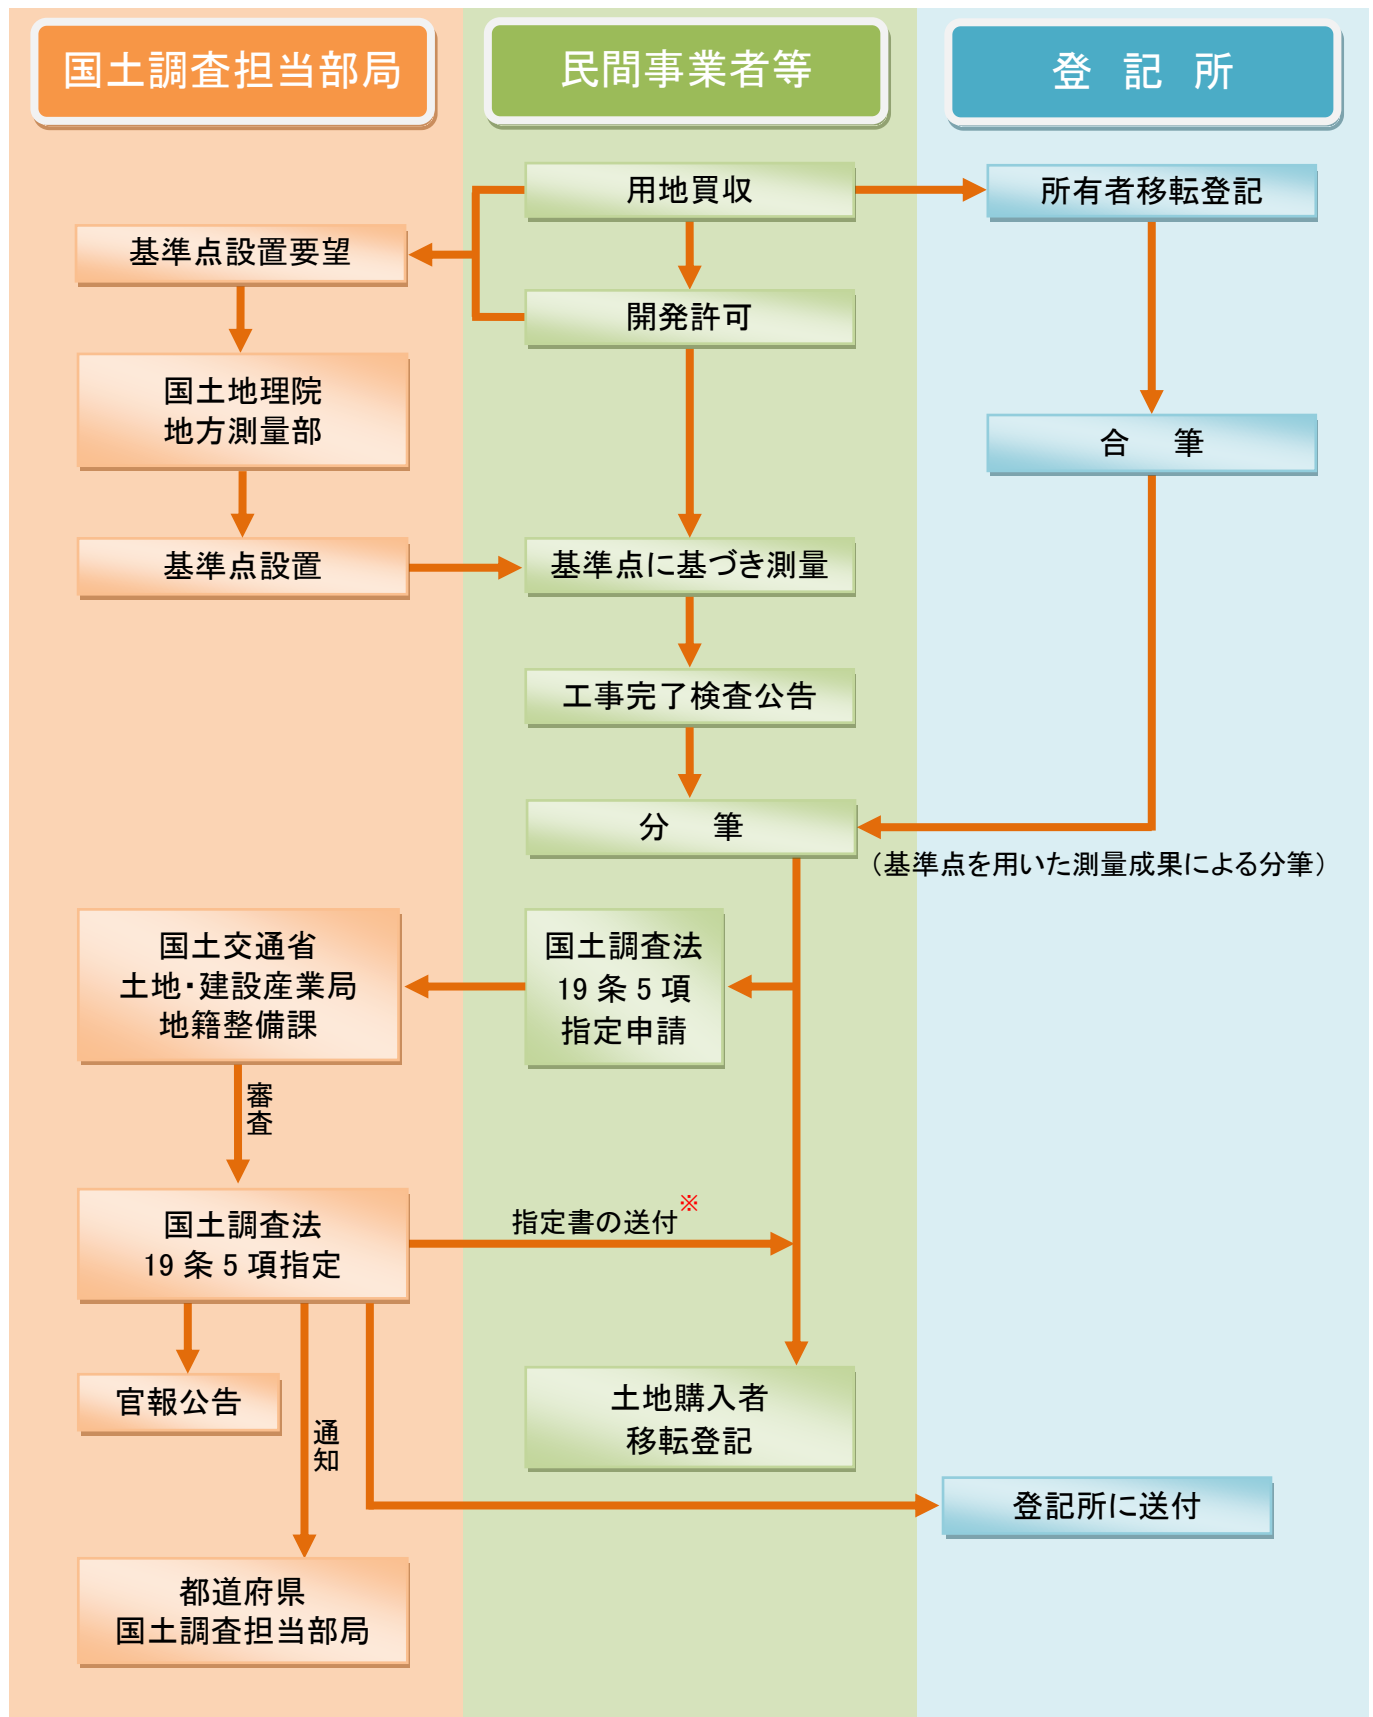 国土調査担当部局
民間事業者等
登 記 所
用地買収
所有者移転登記
基準点設置要望
開発許可
国土地理院
地方測量部
合 筆
基準点設置
基準点に基づき測量
工事完了検査公告
分 筆
（基準点を用いた測量成果による分筆）
国土交通省
土地・建設産業局
地籍整備課
国土調査法
19 条 5 項
指定申請
審査
国土調査法
19 条 5 項指定
指定書の送付※
官報公告
通知
土地購入者
移転登記
登記所に送付
都道府県
国土調査担当部局